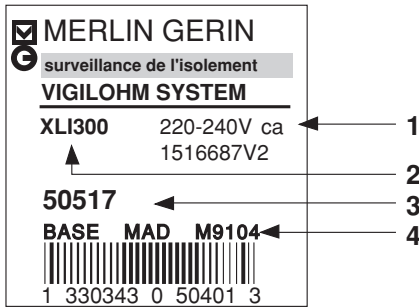 MERLIN GERIN
surveillance de l'isolement
VIGILOHM SYSTEM
XLI300 220-240V ca 1
1516687V2
2
50517 3
BASE MAD M9104 4
1 330343 0 50401 3